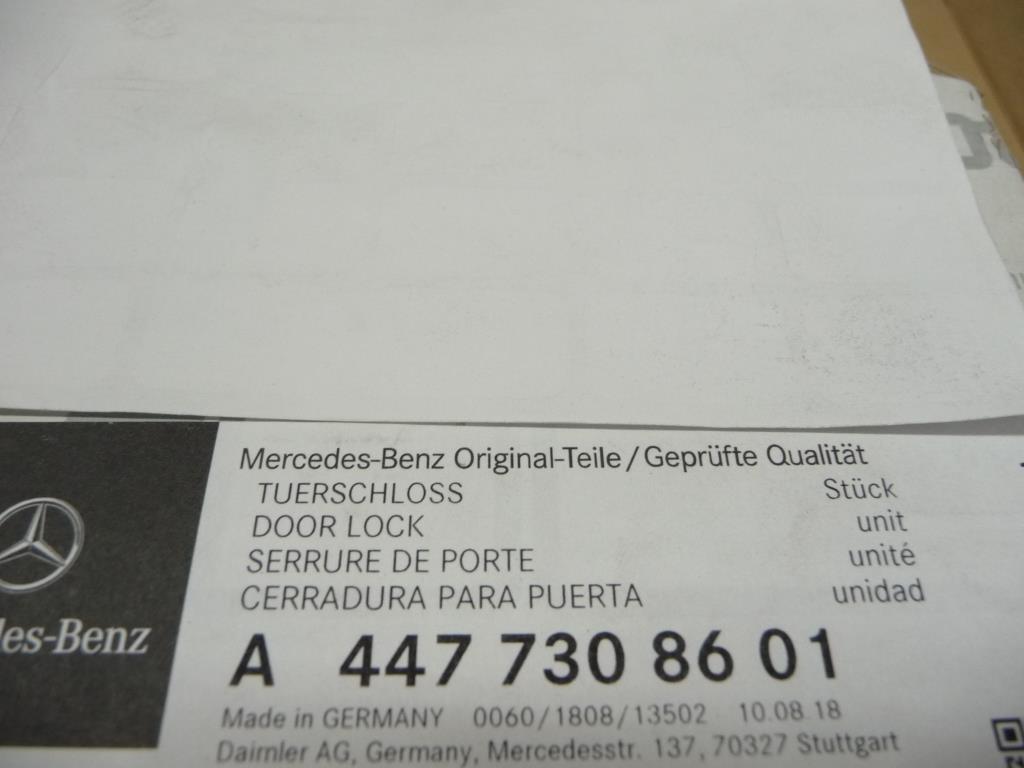 Mercedes-Benz Original-Teile/Geprüfte Qualität
TUERSCHLOSS Stück
DOOR LOCK unit
SERRURE DE PORTE unité
CERRADURA PARA PUERTA unidad
des-Benz
A 447 730 86 01
Made in GERMANY 0060/1808/13502 10.08.18
Daimler AG, Germany, Mercedesstr. 137, 70327 Stuttgart